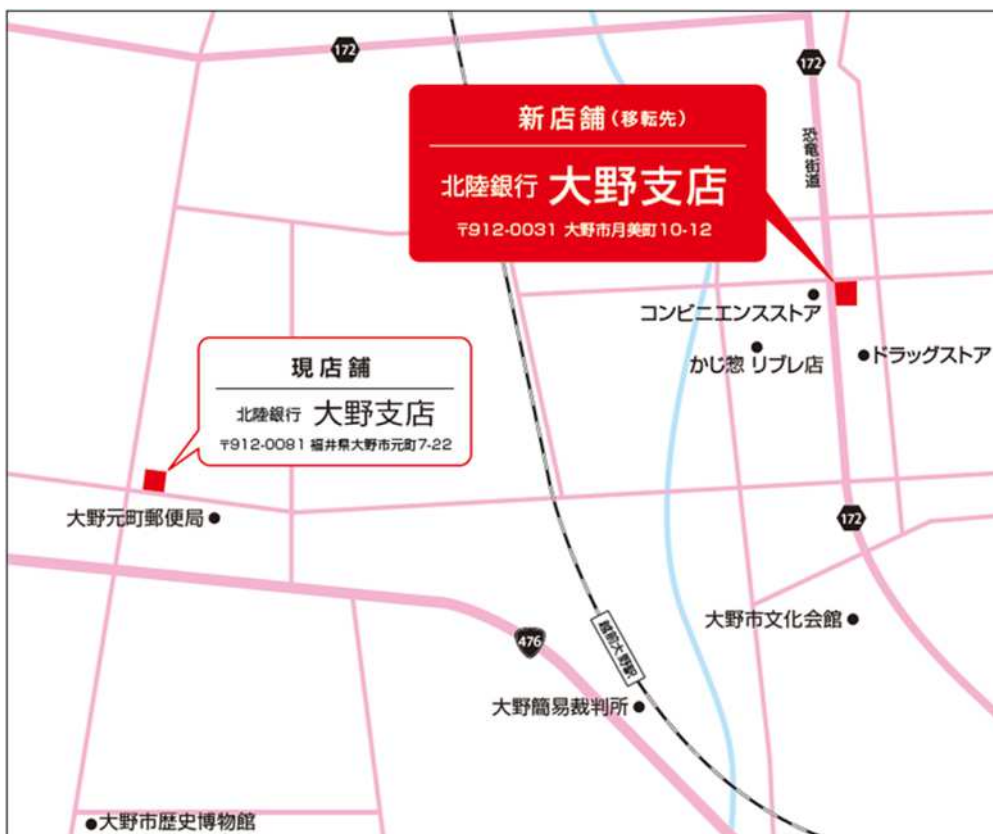 172
172
恐竜街道
新店舗(移転先)
北陸銀行 大野支店
〒912-0031 大野市月美町10-12
コンビニエンスストア
かじ惣 リブレ店
ドラッグストア
現店舗
北陸銀行 大野支店
〒912-0081 福井県大野市元町7-22
大野元町郵便局
172
476
越前大野駅
大野市文化会館
大野簡易裁判所
大野市歴史博物館